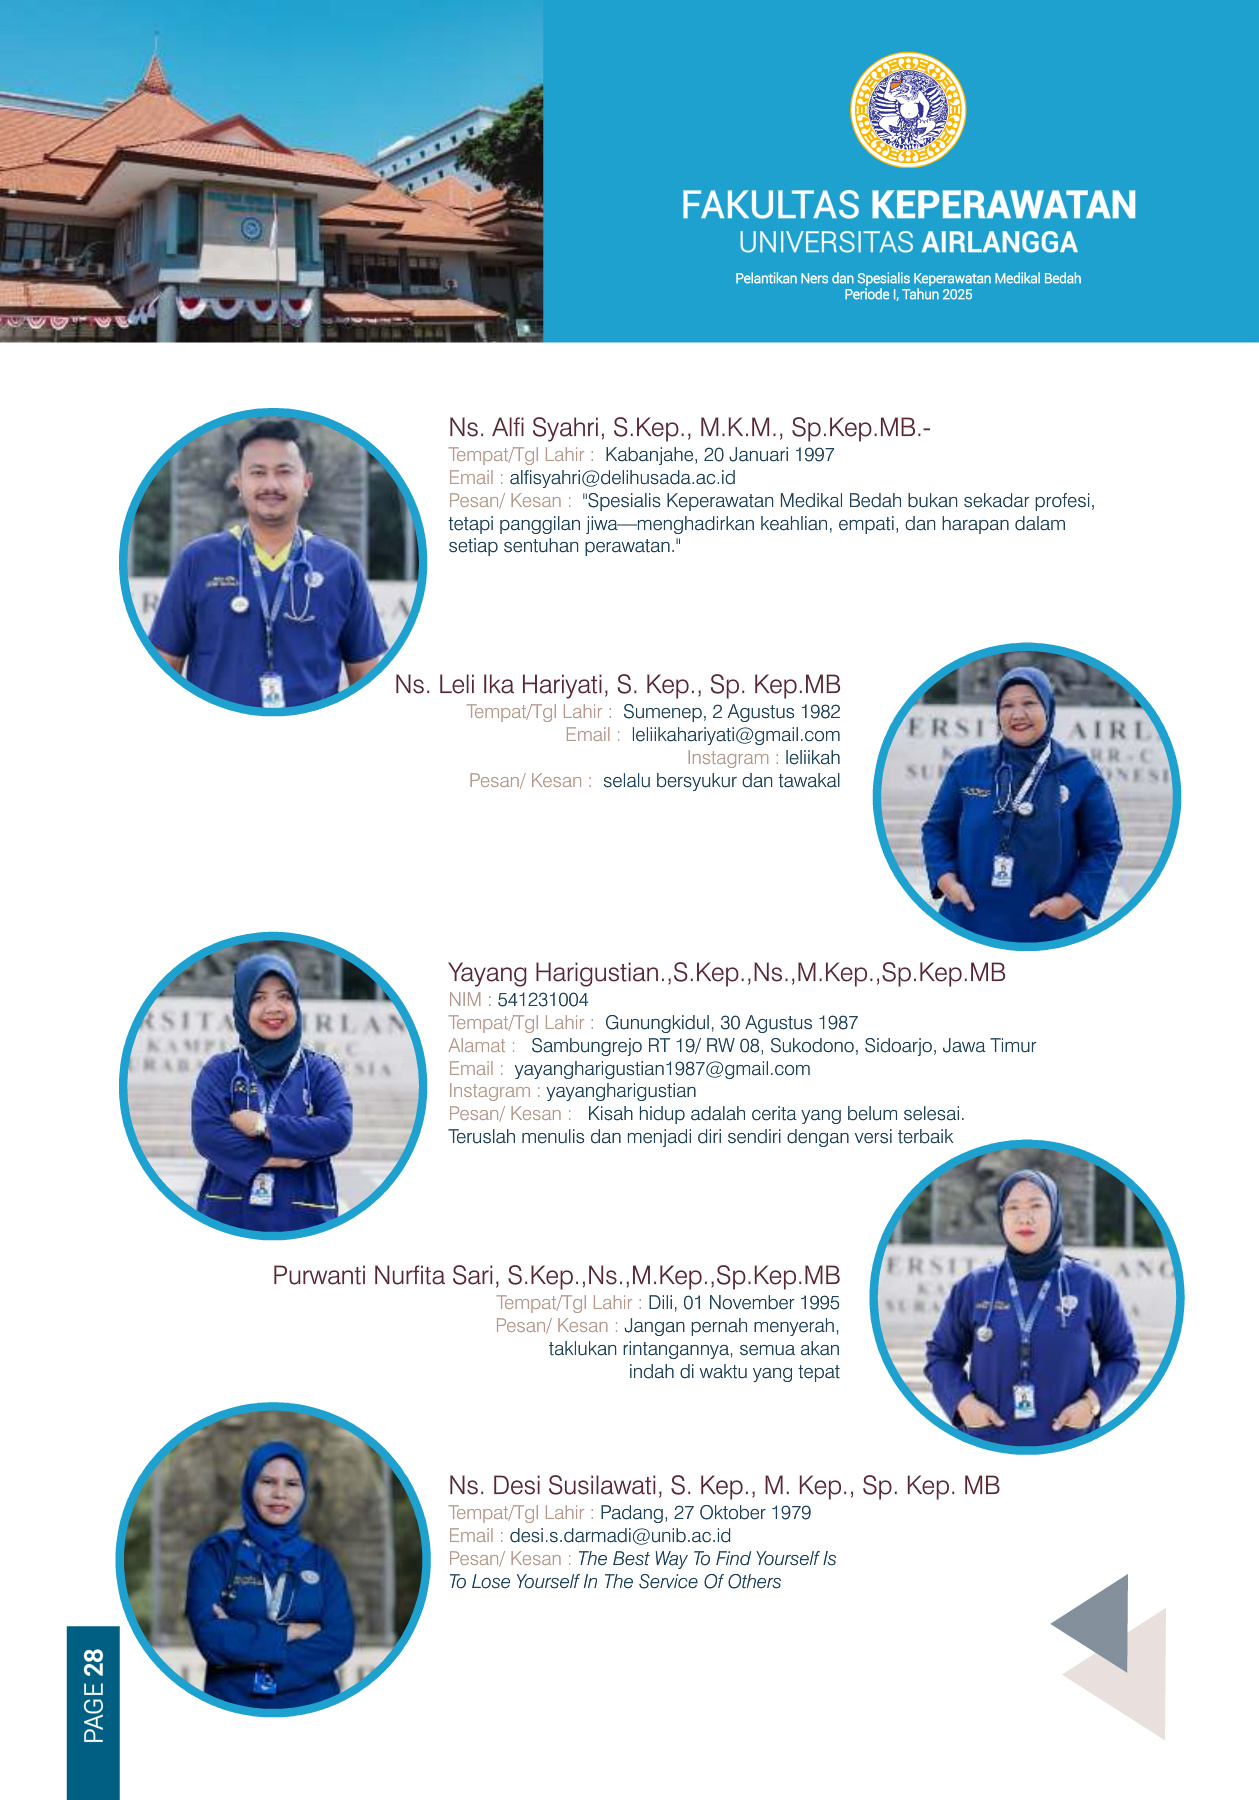 FAKULTAS KEPERAWATAN
UNIVERSITAS AIRLANGGA
Pelantikan Ners dan Spesialis Keperawatan Medikal Bedah
Periode I, Tahun 2025
Ns. Alfi Syahri, S.Kep., M.K.M., Sp.Kep.MB.-
Tempat/Tgl Lahir : Kabanjahe, 20 Januari 1997
Email : alfisyahri@delihusada.ac.id
Pesan/ Kesan : "Spesialis Keperawatan Medikal Bedah bukan sekadar profesi,
tetapi panggilan jiwa—menghadirkan keahlian, empati, dan harapan dalam
setiap sentuhan perawatan."
Ns. Leli Ika Hariyati, S. Kep., Sp. Kep.MB
Tempat/Tgl Lahir : Sumenep, 2 Agustus 1982
Email : leliikahariyati@gmail.com
Instagram : leliikah
Pesan/ Kesan : selalu bersyukur dan tawakal
Yayang Harigustian.,S.Kep.,Ns.,M.Kep.,Sp.Kep.MB
NIM : 541231004
Tempat/Tgl Lahir : Gunungkidul, 30 Agustus 1987
Alamat : Sambungrejo RT 19/ RW 08, Sukodono, Sidoarjo, Jawa Timur
Email : yayangharigustian1987@gmail.com
Instagram : yayangharigustian
Pesan/ Kesan : Kisah hidup adalah cerita yang belum selesai.
Teruslah menulis dan menjadi diri sendiri dengan versi terbaik
Purwanti Nurfita Sari, S.Kep.,Ns.,M.Kep.,Sp.Kep.MB
Tempat/Tgl Lahir : Dili, 01 November 1995
Pesan/ Kesan : Jangan pernah menyerah,
taklukan rintangannya, semua akan
indah di waktu yang tepat
Ns. Desi Susilawati, S. Kep., M. Kep., Sp. Kep. MB
Tempat/Tgl Lahir : Padang, 27 Oktober 1979
Email : desi.s.darmadi@unib.ac.id
Pesan/ Kesan : The Best Way To Find Yourself Is
To Lose Yourself In The Service Of Others
PAGE 28